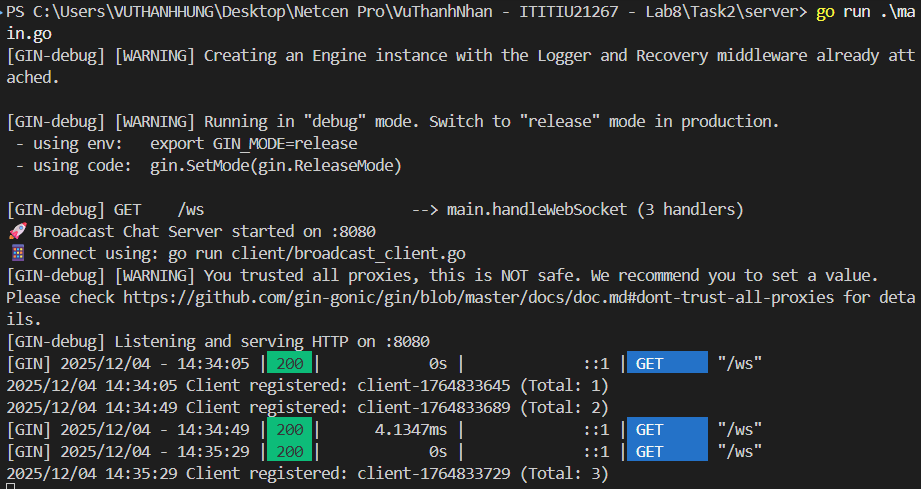 PS C:\Users\VUTHANHHUNG\Desktop\Netcen Pro\VuThanhNhan - ITITIU21267 - Lab8\Task2\server> go run .\ma
in.go
[GIN-debug] [WARNING] Creating an Engine instance with the Logger and Recovery middleware already att
ached.
[GIN-debug] [WARNING] Running in "debug" mode. Switch to "release" mode in production.
 - using env:   export GIN_MODE=release
 - using code:  gin.SetMode(gin.ReleaseMode)
[GIN-debug] GET    /ws                       --> main.handleWebSocket (3 handlers)
🚀 Broadcast Chat Server started on :8080
📱 Connect using: go run client/broadcast_client.go
[GIN-debug] [WARNING] You trusted all proxies, this is NOT safe. We recommend you to set a value.
Please check https://github.com/gin-gonic/gin/blob/master/docs/doc.md#dont-trust-all-proxies for deta
ils.
[GIN-debug] Listening and serving HTTP on :8080
[GIN] 2025/12/04 - 14:34:05 | 200 |            0s |             ::1 | GET      "/ws"
2025/12/04 14:34:05 Client registered: client-1764833645 (Total: 1)
2025/12/04 14:34:49 Client registered: client-1764833689 (Total: 2)
[GIN] 2025/12/04 - 14:34:49 | 200 |      4.1347ms |             ::1 | GET      "/ws"
[GIN] 2025/12/04 - 14:35:29 | 200 |            0s |             ::1 | GET      "/ws"
2025/12/04 14:35:29 Client registered: client-1764833729 (Total: 3)